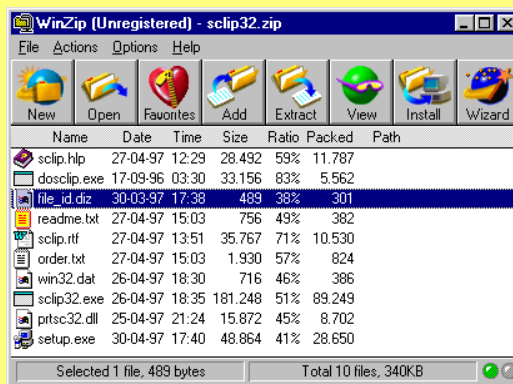 WinZip (Unregistered) - sclip32.zip
File Actions Options Help
New Open Favorites Add Extract View Install Wizard
Name Date Time Size Ratio Packed Path
sclip.hlp 27-04-97 12:29 28.492 59% 11.787
dosclip.exe 17-09-96 03:30 33.156 83% 5.562
file_id.diz 30-03-97 17:38 489 38% 301
readme.txt 27-04-97 15:03 756 49% 382
sclip.rtf 27-04-97 13:51 35.767 71% 10.530
order.txt 27-04-97 15:03 1.930 57% 824
win32.dat 26-04-97 18:30 716 46% 386
sclip32.exe 26-04-97 18:35 181.248 51% 89.249
prtsc32.dll 25-04-97 21:24 15.872 45% 8.702
setup.exe 30-04-97 17:40 48.864 41% 28.650
Selected 1 file, 489 bytes Total 10 files, 340KB